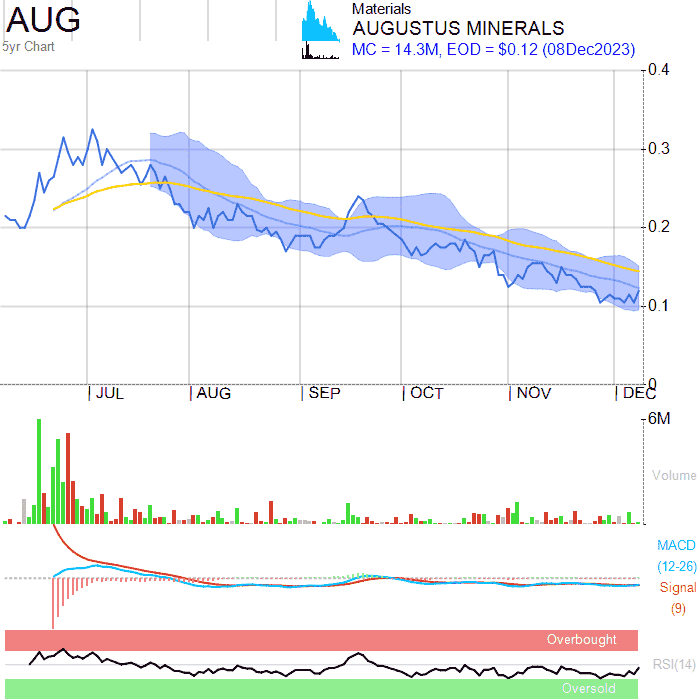 AUG
5yr Chart
Materials
AUGUSTUS MINERALS
MC = 14.3M, EOD = $0.12 (08Dec2023)
0.4
0.3
0.2
0.1
0
JUL AUG SEP OCT NOV DEC
6M
Volume
MACD
(12-26)
Signal
(9)
Overbought
RSI(14)
Oversold